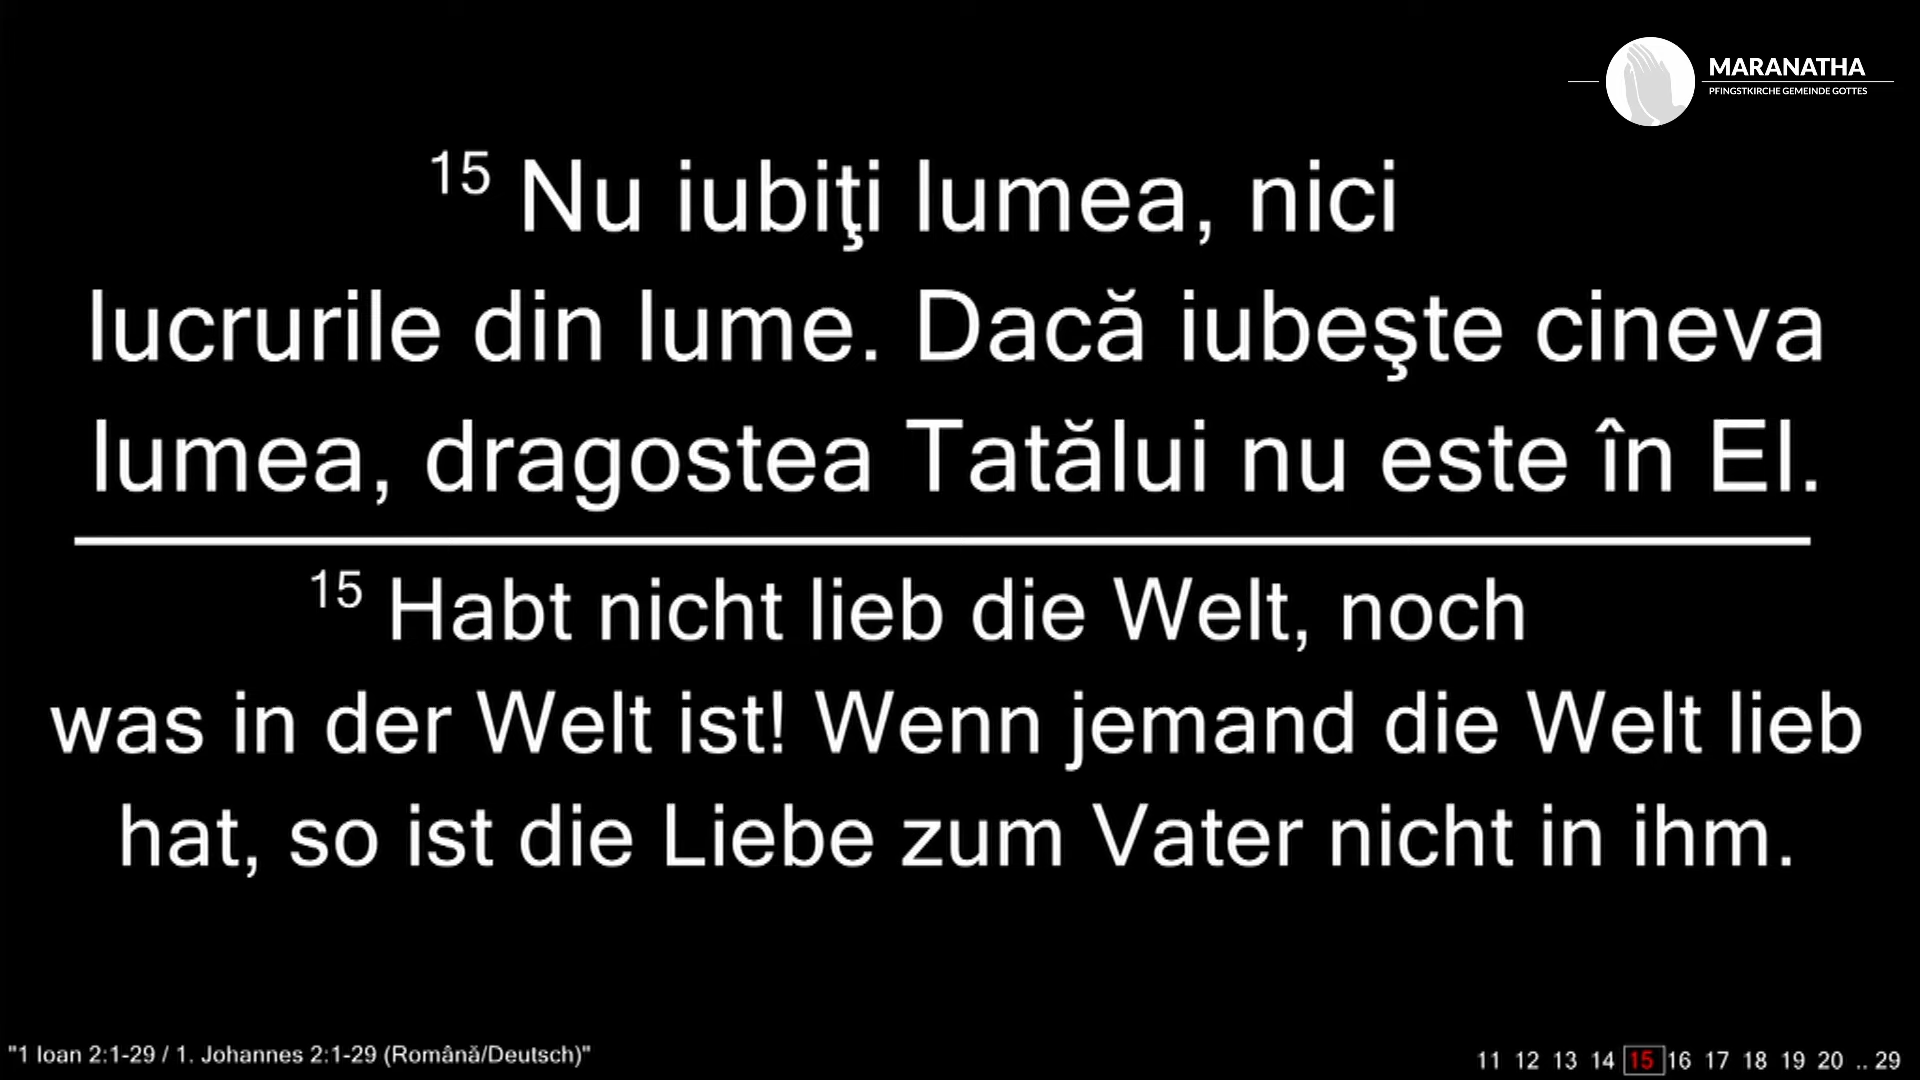 MARANATHA
PFINGSTKIRCHE GEMEINDE GOTTES
15 Nu iubiţi lumea, nici
lucrurile din lume. Dacă iubeşte cineva
lumea, dragostea Tatălui nu este în El.
15 Habt nicht lieb die Welt, noch
was in der Welt ist! Wenn jemand die Welt lieb
hat, so ist die Liebe zum Vater nicht in ihm.
"1 Ioan 2:1-29 / 1. Johannes 2:1-29 (Română/Deutsch)"
11 12 13 14 15 16 17 18 19 20 .. 29